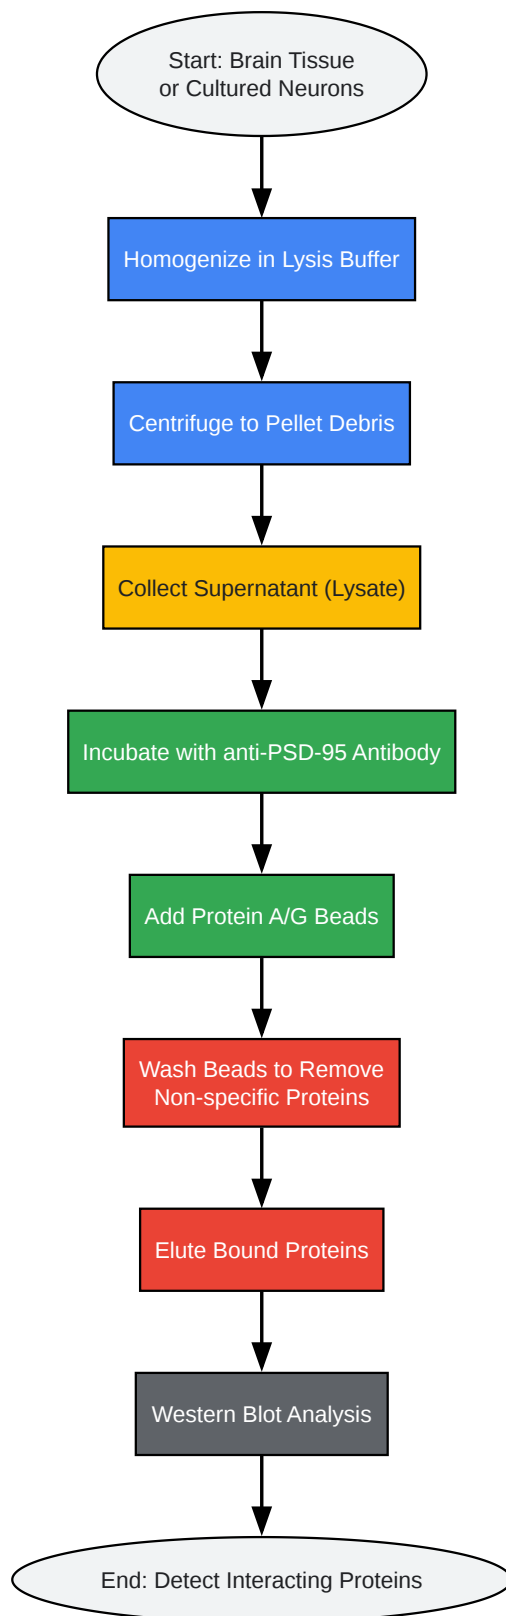 Start: Brain Tissue
or Cultured Neurons
Homogenize in Lysis Buffer
Centrifuge to Pellet Debris
Collect Supernatant (Lysate)
Incubate with anti-PSD-95 Antibody
Add Protein A/G Beads
Wash Beads to Remove
Non-specific Proteins
Elute Bound Proteins
Western Blot Analysis
End: Detect Interacting Proteins